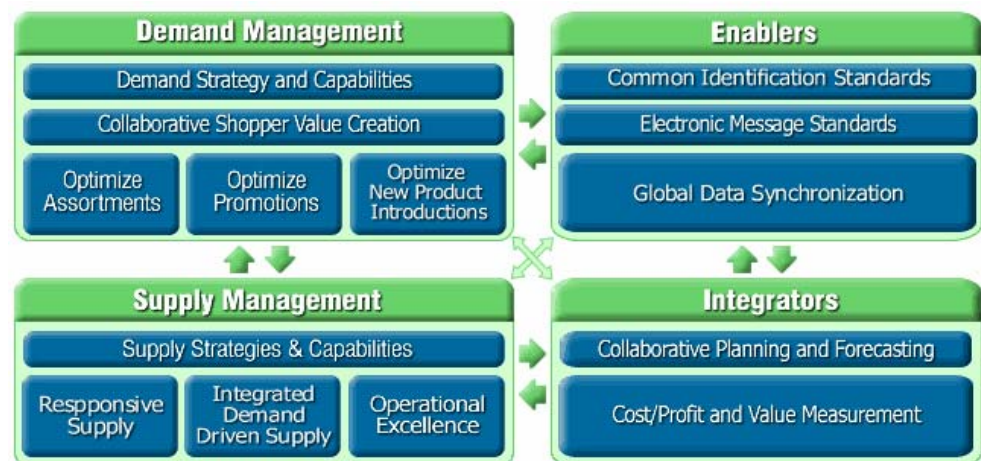 Demand Management
Demand Strategy and Capabilities
Collaborative Shopper Value Creation
Optimize
Assortments
Optimize
Promotions
Optimize
New Product
Introductions
Enablers
Common Identification Standards
Electronic Message Standards
Global Data Synchronization
Supply Management
Supply Strategies & Capabilities
Respponsive
Supply
Integrated
Demand
Driven Supply
Operational
Excellence
Integrators
Collaborative Planning and Forecasting
Cost/Profit and Value Measurement